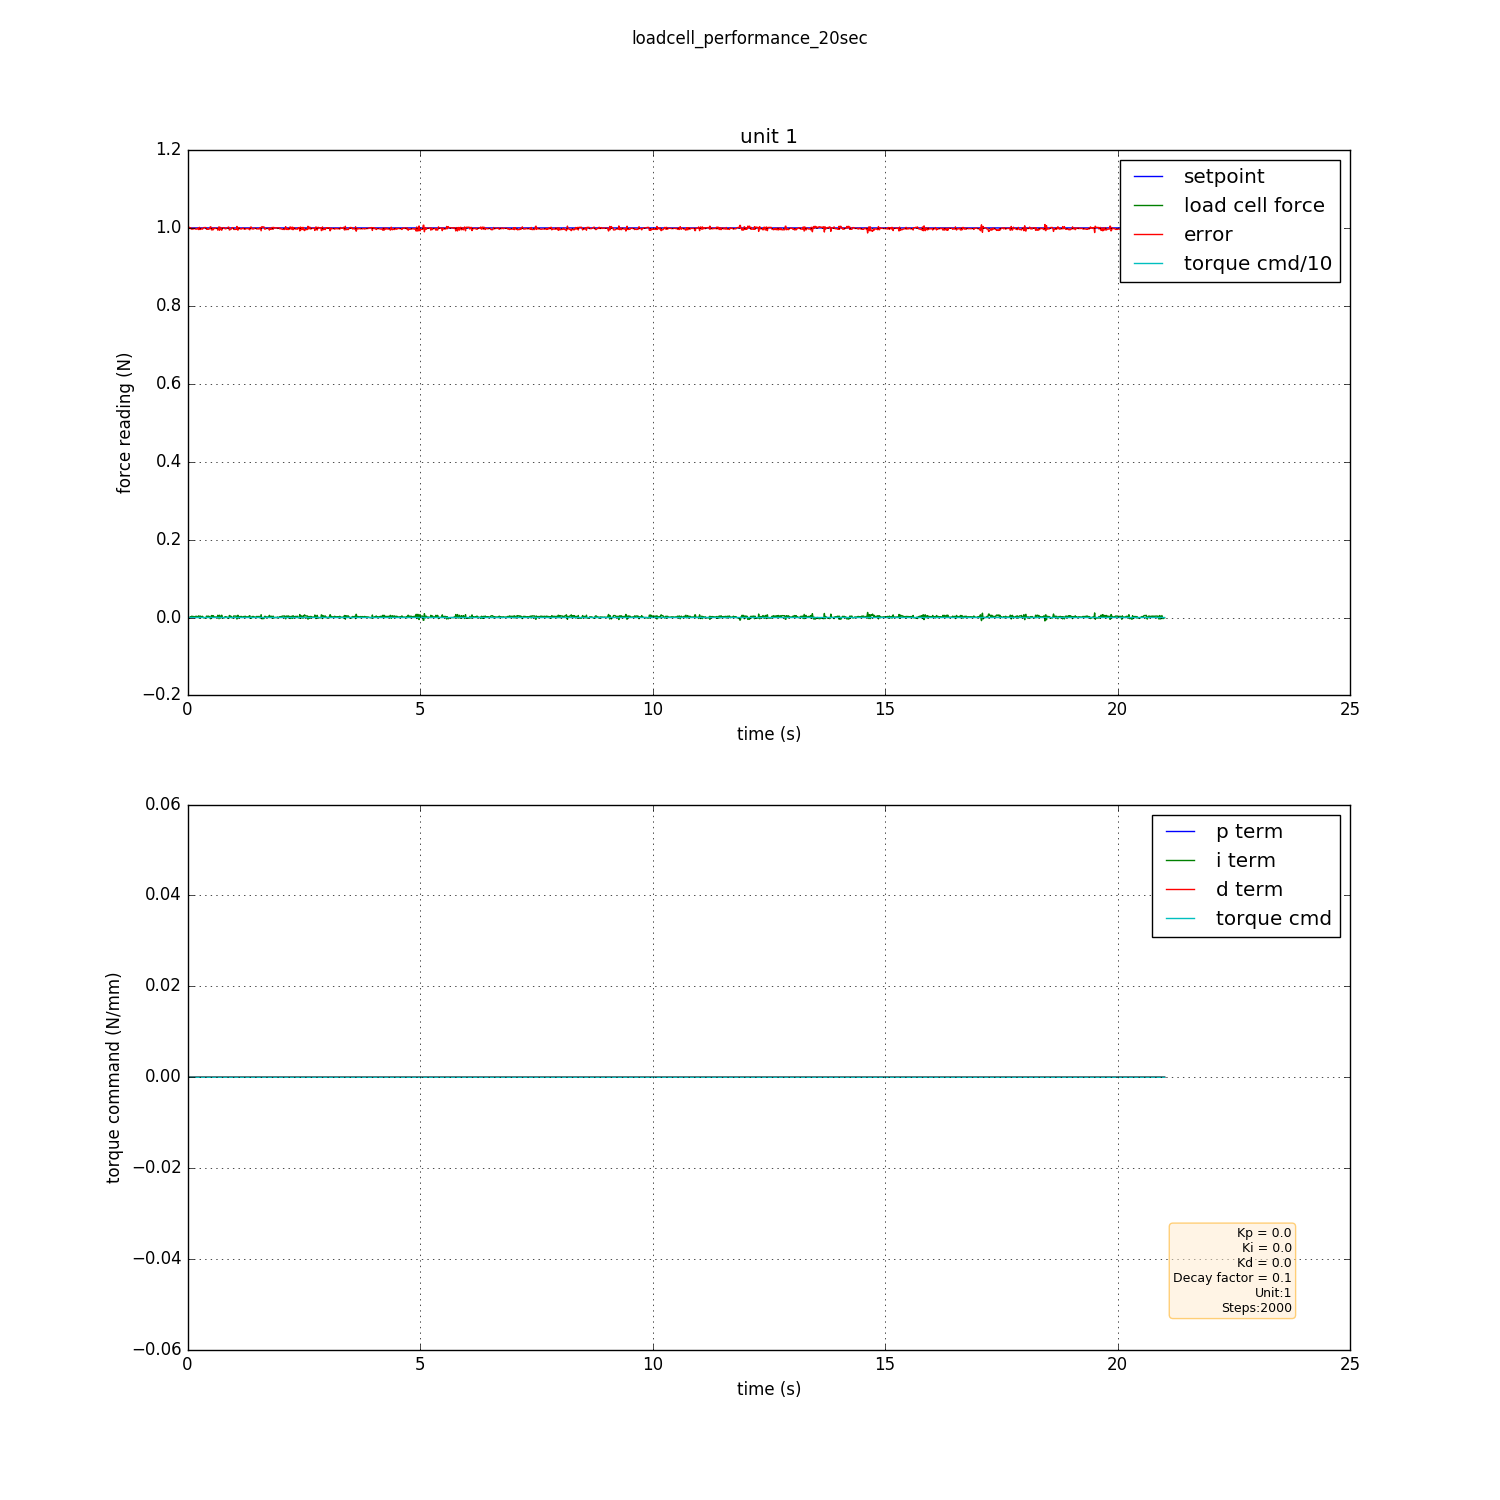 loadcell_performance_20sec
unit 1
1.2
1.0
0.8
0.6
0.4
0.2
0.0
−0.2
force reading (N)
setpoint
load cell force
error
torque cmd/10
0 5 10 15 20 25
time (s)
0.06
0.04
0.02
0.00
−0.02
−0.04
−0.06
torque command (N/mm)
p term
i term
d term
torque cmd
Kp = 0.0
Ki = 0.0
Kd = 0.0
Decay factor = 0.1
Unit:1
Steps:2000
0 5 10 15 20 25
time (s)